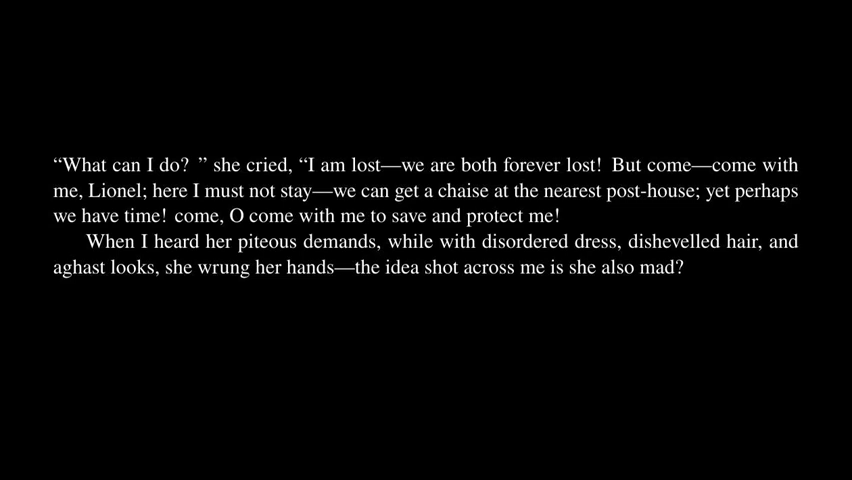 “What can I do? ” she cried, “I am lost—we are both forever lost! But come—come with
me, Lionel; here I must not stay—we can get a chaise at the nearest post-house; yet perhaps
we have time! come, O come with me to save and protect me!
When I heard her piteous demands, while with disordered dress, dishevelled hair, and
aghast looks, she wrung her hands—the idea shot across me is she also mad?